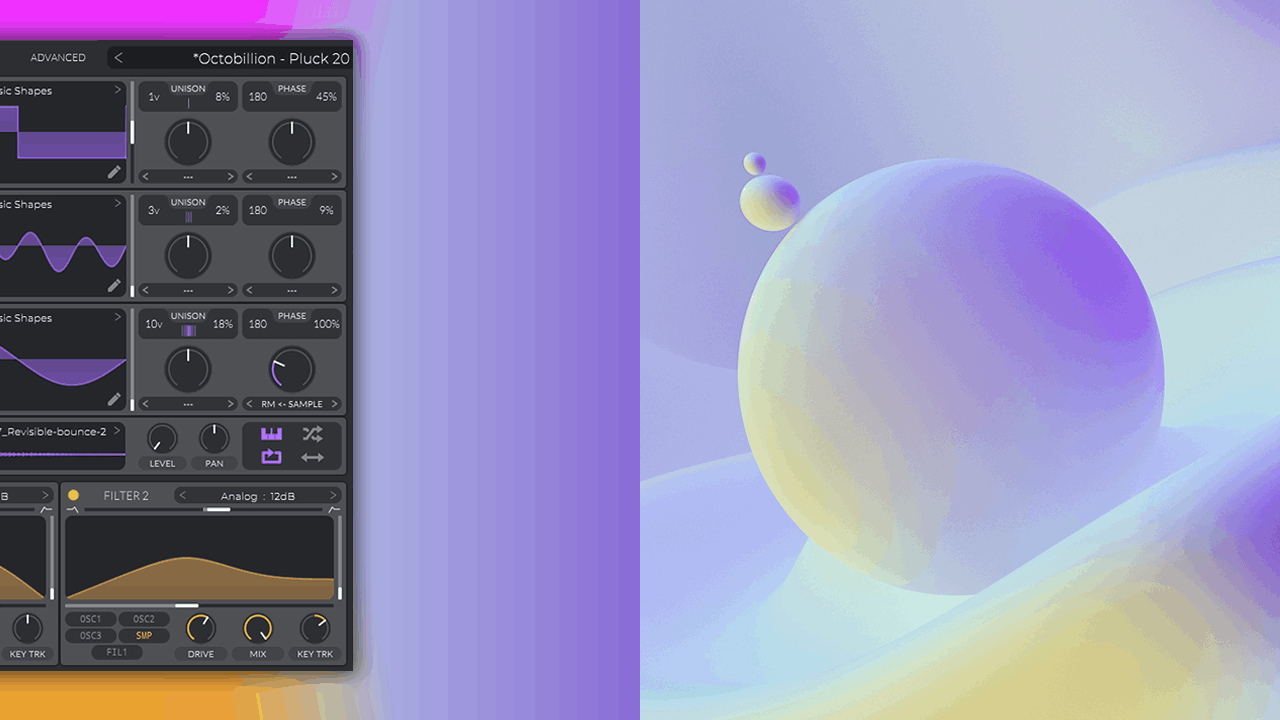 ADVANCED < *Octobillion - Pluck 20
sic Shapes > UNISON PHASE
1v 8% 180 45%
< --- > < --- >
sic Shapes > UNISON PHASE
3v 2% 180 9%
< --- > < --- >
sic Shapes > UNISON PHASE
10v 18% 180 100%
< --- > < RM <- SAMPLE >
7_Revisible-bounce-2 >
LEVEL PAN
B > FILTER 2 < Analog : 12dB >
OSC1 OSC2
OSC3 SMP
FIL1
KEY TRK DRIVE MIX KEY TRK